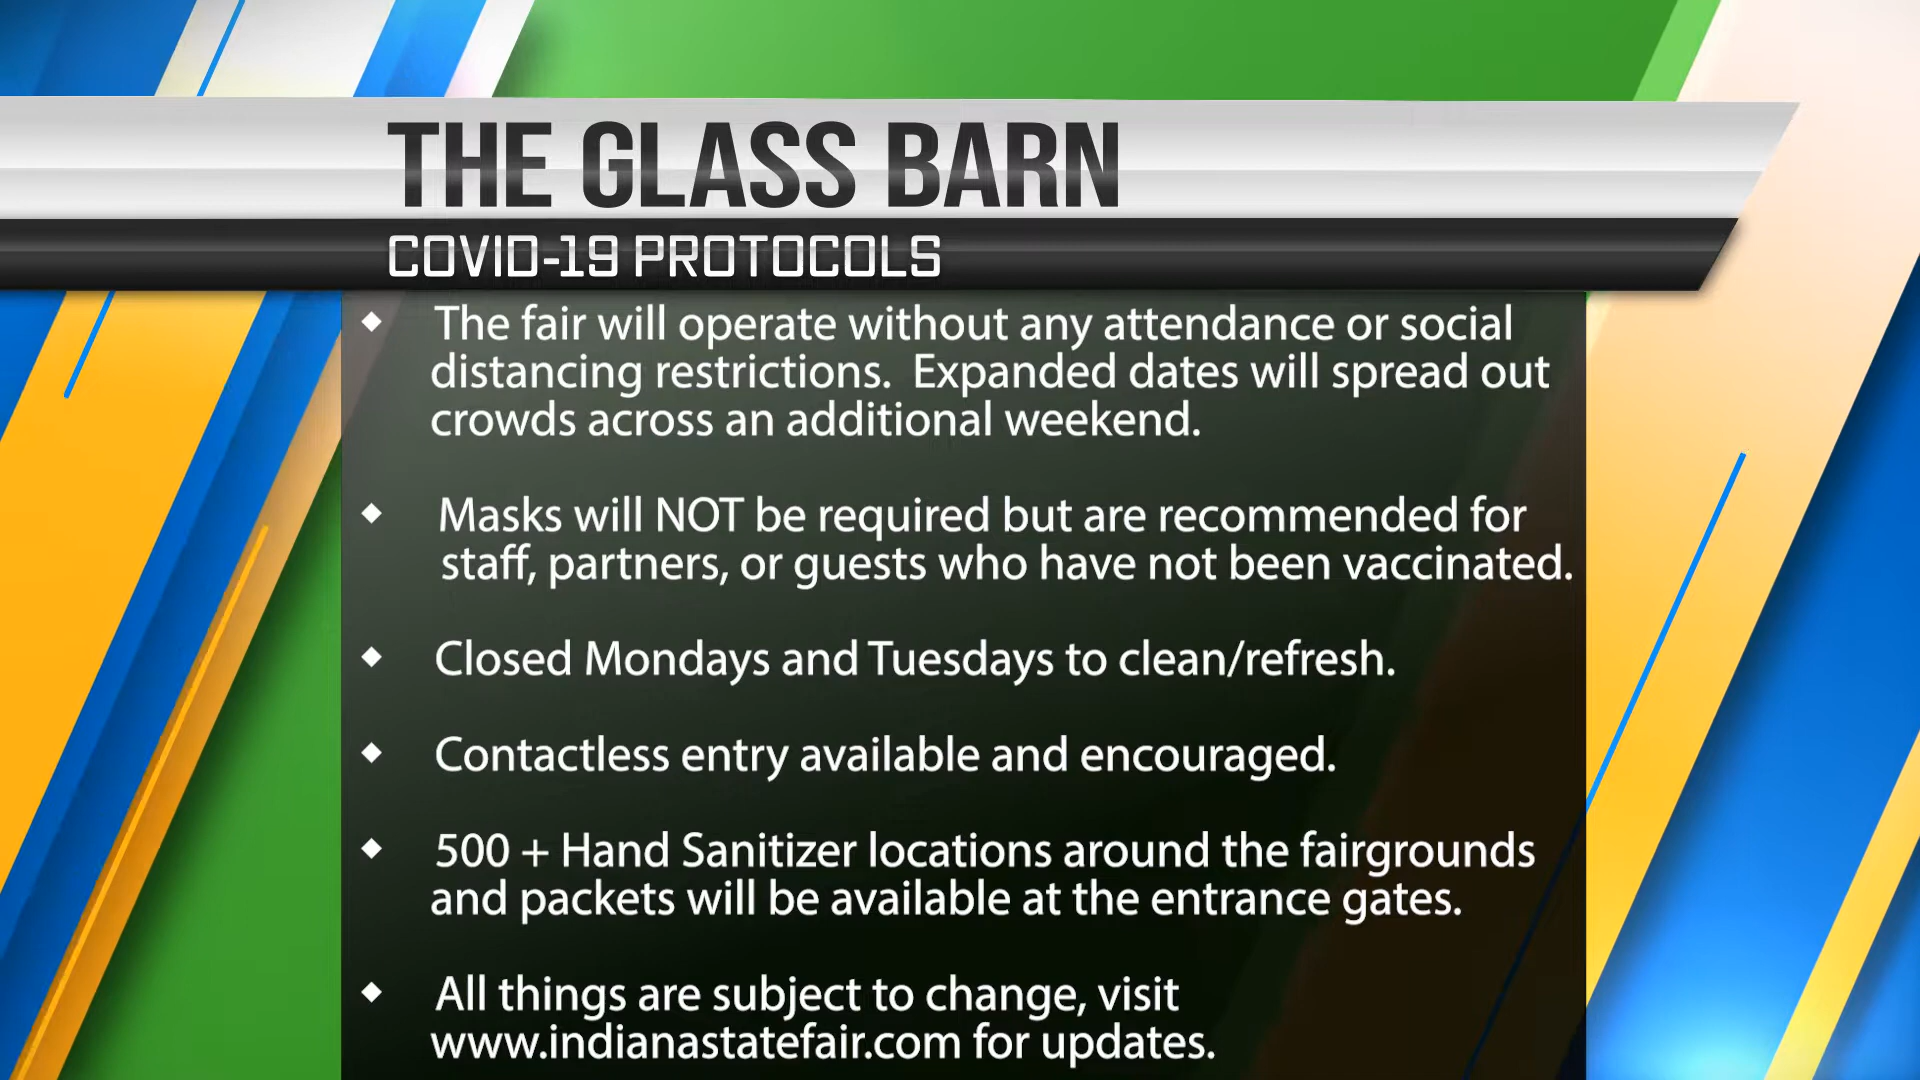 THE GLASS BARN
COVID-19 PROTOCOLS
◆ The fair will operate without any attendance or social
distancing restrictions.  Expanded dates will spread out
crowds across an additional weekend.
◆ Masks will NOT be required but are recommended for
staff, partners, or guests who have not been vaccinated.
◆ Closed Mondays and Tuesdays to clean/refresh.
◆ Contactless entry available and encouraged.
◆ 500 + Hand Sanitizer locations around the fairgrounds
and packets will be available at the entrance gates.
◆ All things are subject to change, visit
www.indianastatefair.com for updates.